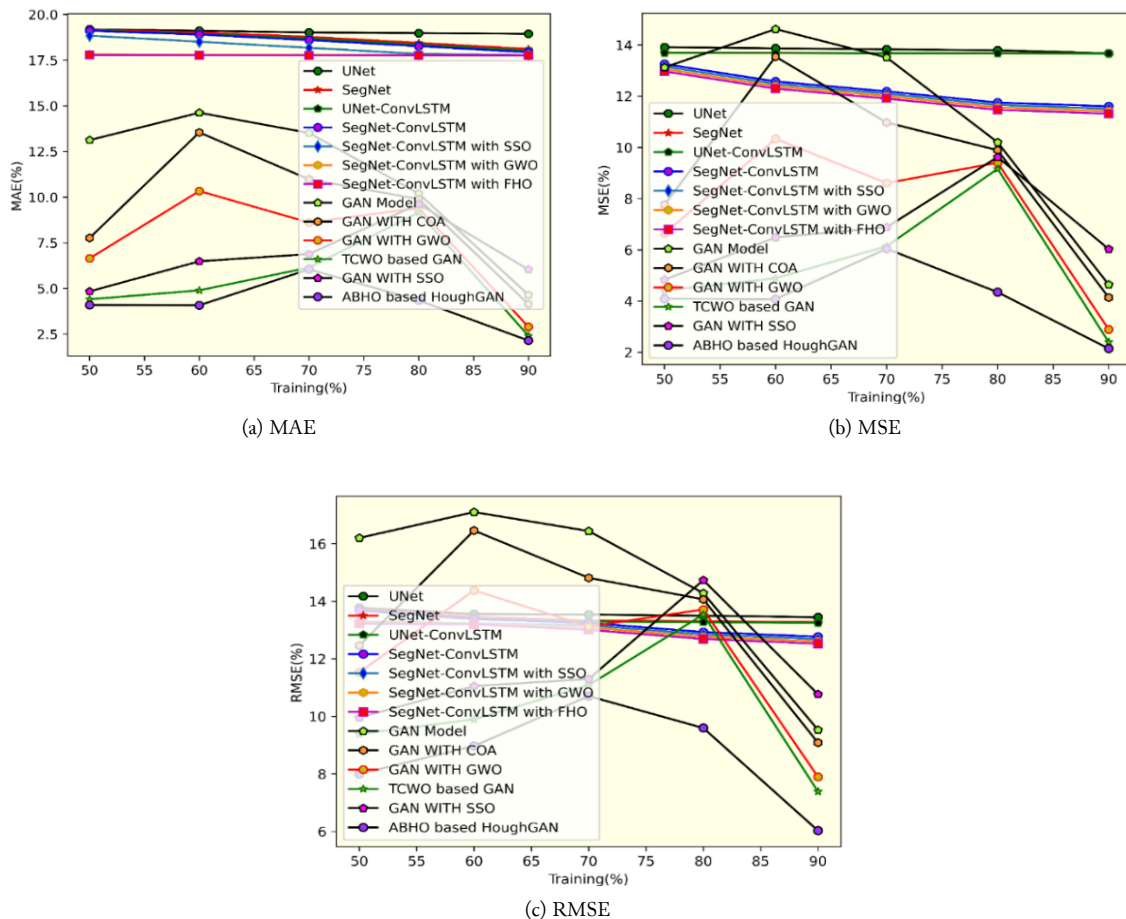 20.0
17.5
15.0
12.5
10.0
7.5
5.0
2.5
MAE(%)
UNet
SegNet
UNet-ConvLSTM
SegNet-ConvLSTM
SegNet-ConvLSTM with SSO
SegNet-ConvLSTM with GWO
SegNet-ConvLSTM with FHO
GAN Model
GAN WITH COA
GAN WITH GWO
TCWO based GAN
GAN WITH SSO
ABHO based HoughGAN
50 55 60 65 70 75 80 85 90
Training(%)
(a) MAE
14
12
10
8
6
4
2
MSE(%)
UNet
SegNet
UNet-ConvLSTM
SegNet-ConvLSTM
SegNet-ConvLSTM with SSO
SegNet-ConvLSTM with GWO
SegNet-ConvLSTM with FHO
GAN Model
GAN WITH COA
GAN WITH GWO
TCWO based GAN
GAN WITH SSO
ABHO based HoughGAN
50 55 60 65 70 75 80 85 90
Training(%)
(b) MSE
16
14
12
10
8
6
RMSE(%)
UNet
SegNet
UNet-ConvLSTM
SegNet-ConvLSTM
SegNet-ConvLSTM with SSO
SegNet-ConvLSTM with GWO
SegNet-ConvLSTM with FHO
GAN Model
GAN WITH COA
GAN WITH GWO
TCWO based GAN
GAN WITH SSO
ABHO based HoughGAN
50 55 60 65 70 75 80 85 90
Training(%)
(c) RMSE